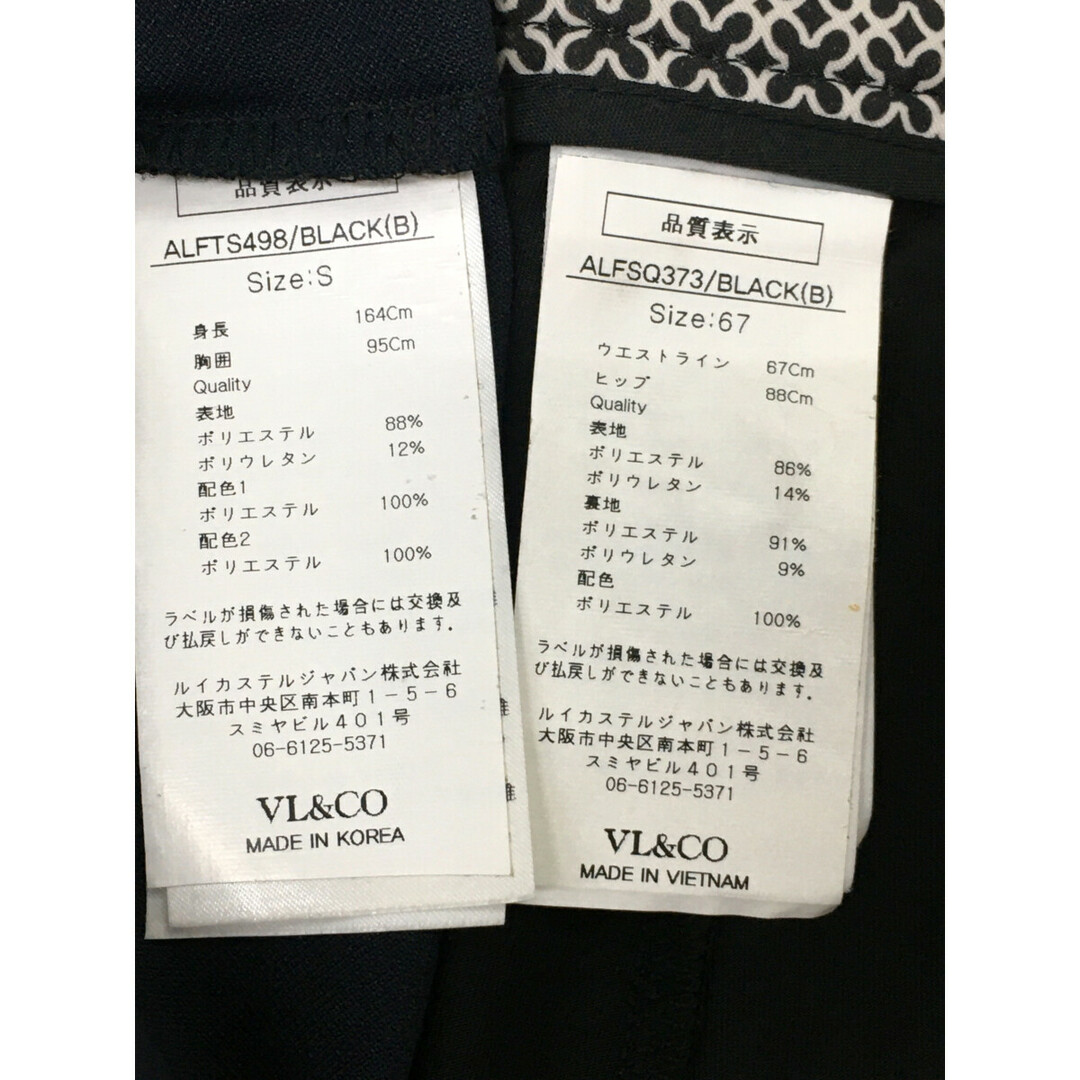 品質表示
ALFTS498/BLACK(B)
Size:S
身長 164Cm
胸囲 95Cm
Quality
表地
ポリエステル 88%
ポリウレタン 12%
配色1
ポリエステル 100%
配色2
ポリエステル 100%
ラベルが損傷された場合には交換及
び払戻しができないこともあります.
ルイカステルジャパン株式会社
大阪市中央区南本町1-5-6
スミヤビル401号
06-6125-5371
VL&CO
MADE IN KOREA
品質表示
ALFSQ373/BLACK(B)
Size:67
ウエストライン 67Cm
ヒップ 88Cm
Quality
表地
ポリエステル 86%
ポリウレタン 14%
裏地
ポリエステル 91%
ポリウレタン 9%
配色
ポリエステル 100%
ラベルが損傷された場合には交換及
び払戻しができないこともあります.
ルイカステルジャパン株式会社
大阪市中央区南本町1-5-6
スミヤビル401号
06-6125-5371
VL&CO
MADE IN VIETNAM